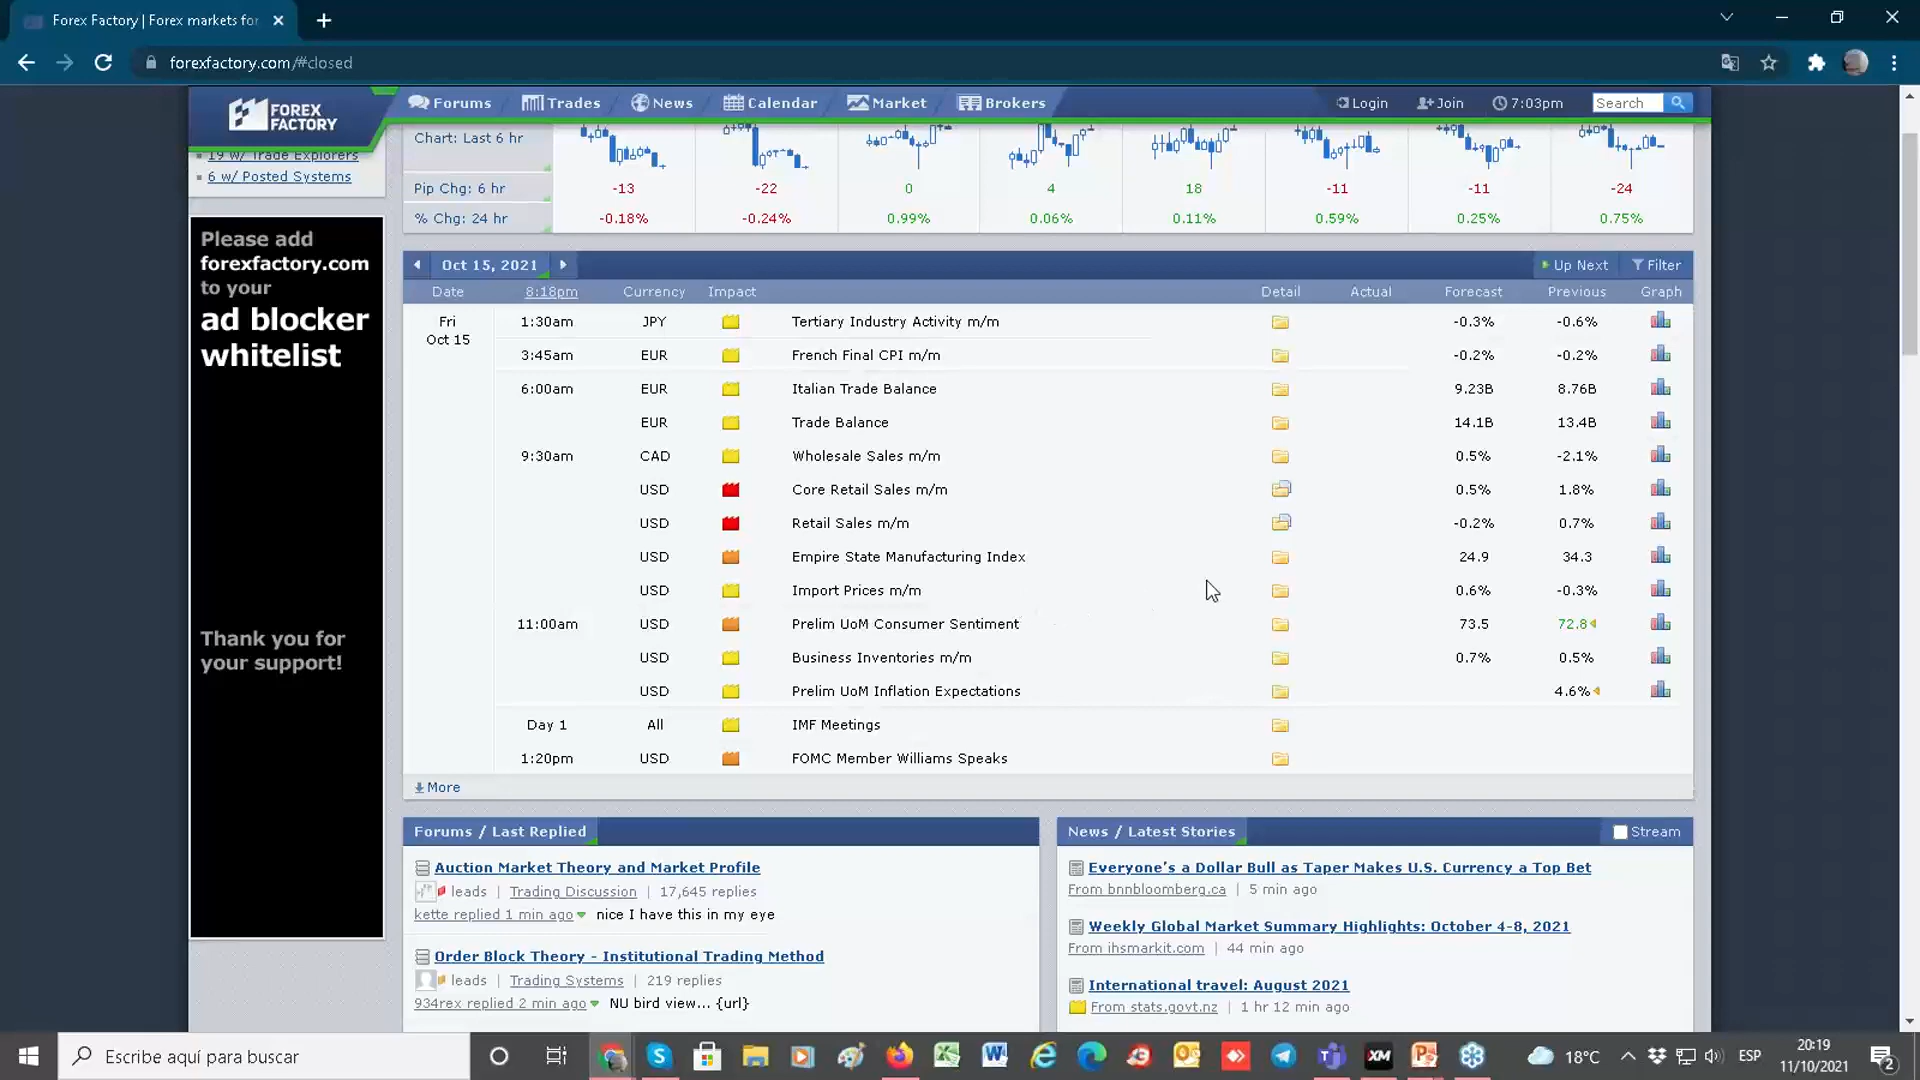 Forex Factory | Forex markets for
forexfactory.com/#closed
FOREX FACTORY
Forums Trades News Calendar Market Brokers Login Join 7:03pm Search
19 w/ Trade Explorers
6 w/ Posted Systems
Chart: Last 6 hr
Pip Chg: 6 hr -13 -22 0 4 18 -11 -11 -24
% Chg: 24 hr -0.18% -0.24% 0.99% 0.06% 0.11% 0.59% 0.25% 0.75%
Please add
forexfactory.com
to your
ad blocker
whitelist
Thank you for
your support!
Oct 15, 2021 Up Next Filter
Date 8:18pm Currency Impact Detail Actual Forecast Previous Graph
Fri 1:30am JPY Tertiary Industry Activity m/m -0.3% -0.6%
Oct 15
3:45am EUR French Final CPI m/m -0.2% -0.2%
6:00am EUR Italian Trade Balance 9.23B 8.76B
EUR Trade Balance 14.1B 13.4B
9:30am CAD Wholesale Sales m/m 0.5% -2.1%
USD Core Retail Sales m/m 0.5% 1.8%
USD Retail Sales m/m -0.2% 0.7%
USD Empire State Manufacturing Index 24.9 34.3
USD Import Prices m/m 0.6% -0.3%
11:00am USD Prelim UoM Consumer Sentiment 73.5 72.8
USD Business Inventories m/m 0.7% 0.5%
USD Prelim UoM Inflation Expectations 4.6%
Day 1 All IMF Meetings
1:20pm USD FOMC Member Williams Speaks
More
Forums / Last Replied
Auction Market Theory and Market Profile
leads | Trading Discussion | 17,645 replies
kette replied 1 min ago nice I have this in my eye
Order Block Theory - Institutional Trading Method
leads | Trading Systems | 219 replies
934rex replied 2 min ago NU bird view... {url}
News / Latest Stories Stream
Everyone's a Dollar Bull as Taper Makes U.S. Currency a Top Bet
From bnnbloomberg.ca | 5 min ago
Weekly Global Market Summary Highlights: October 4-8, 2021
From ihsmarkit.com | 44 min ago
International travel: August 2021
From stats.govt.nz | 1 hr 12 min ago
Escribe aquí para buscar
18°C ESP 20:19
11/10/2021
2
XM